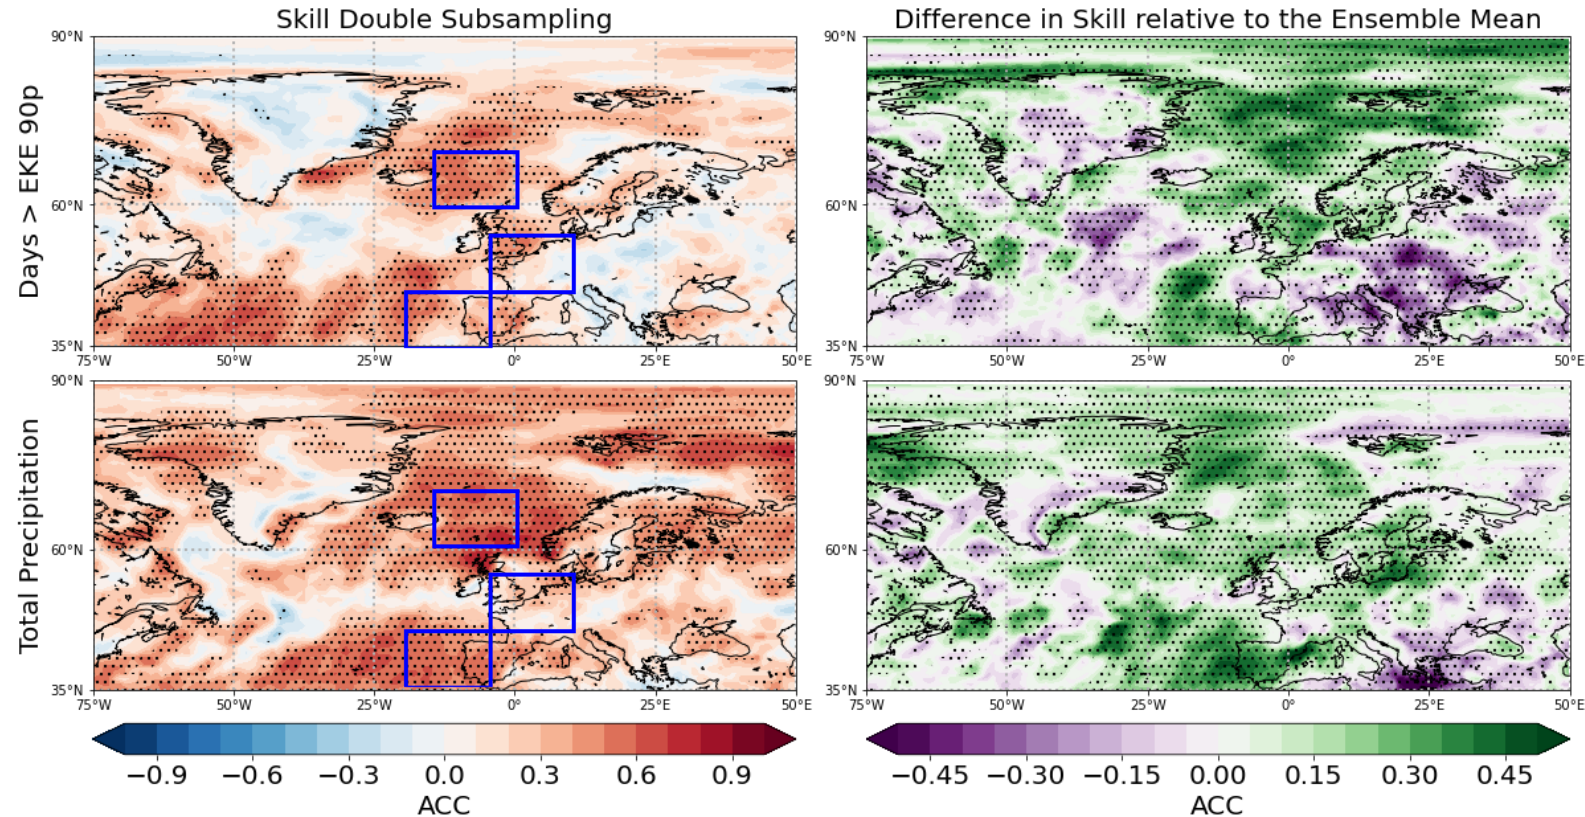 Skill Double Subsampling
Difference in Skill relative to the Ensemble Mean
Days > EKE 90p
90°N
60°N
35°N
75°W 50°W 25°W 0° 25°E 50°E
90°N
60°N
35°N
75°W 50°W 25°W 0° 25°E 50°E
Total Precipitation
90°N
60°N
35°N
75°W 50°W 25°W 0° 25°E 50°E
90°N
60°N
35°N
75°W 50°W 25°W 0° 25°E 50°E
−0.9 −0.6 −0.3 0.0 0.3 0.6 0.9
ACC
−0.45 −0.30 −0.15 0.00 0.15 0.30 0.45
ACC